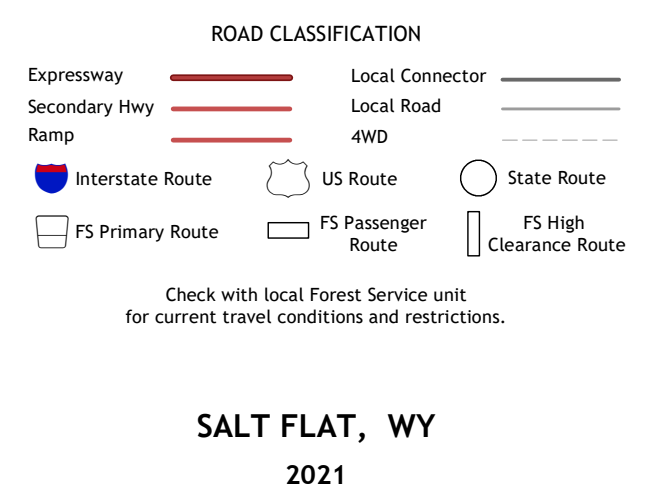 ROAD CLASSIFICATION
Expressway
Local Connector
Secondary Hwy
Local Road
Ramp
4WD
Interstate Route
US Route
State Route
FS Primary Route
FS Passenger
Route
FS High
Clearance Route
Check with local Forest Service unit
for current travel conditions and restrictions.
SALT FLAT, WY
2021